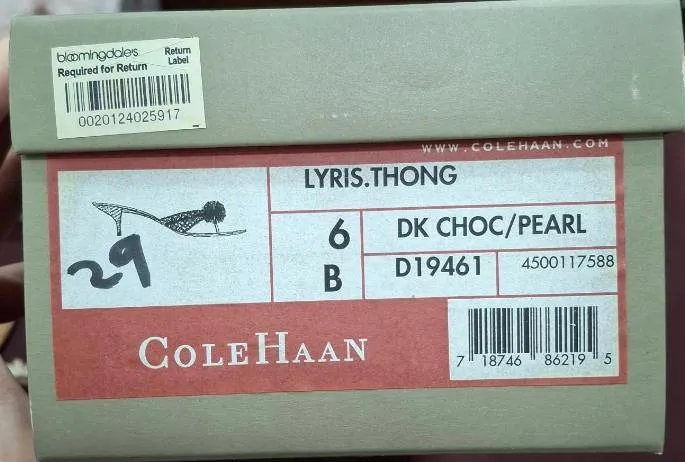 bloomingdale's Return
Required for Return Label
0020124025917
WWW.COLEHAAN.COM
LYRIS.THONG
6 DK CHOC/PEARL
B D19461 4500117588
29
COLEHAAN
7 18746 86219 5